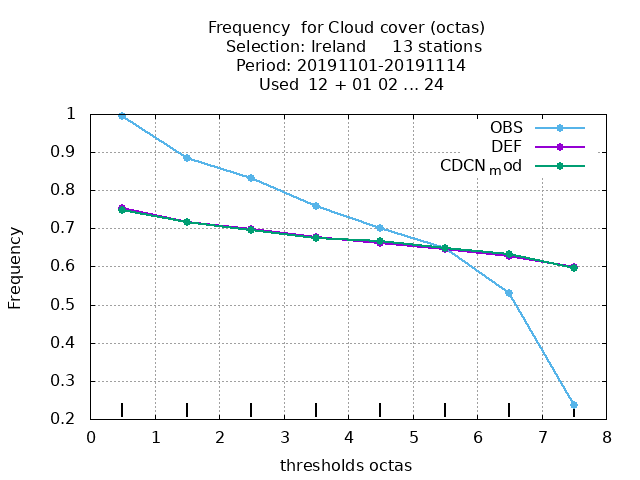 Frequency  for Cloud cover (octas)
Selection: Ireland     13 stations
Period: 20191101-20191114
Used  12 + 01 02 ... 24
OBS
DEF
CDCN_mod
Frequency
1
0.9
0.8
0.7
0.6
0.5
0.4
0.3
0.2
0 1 2 3 4 5 6 7 8
thresholds octas